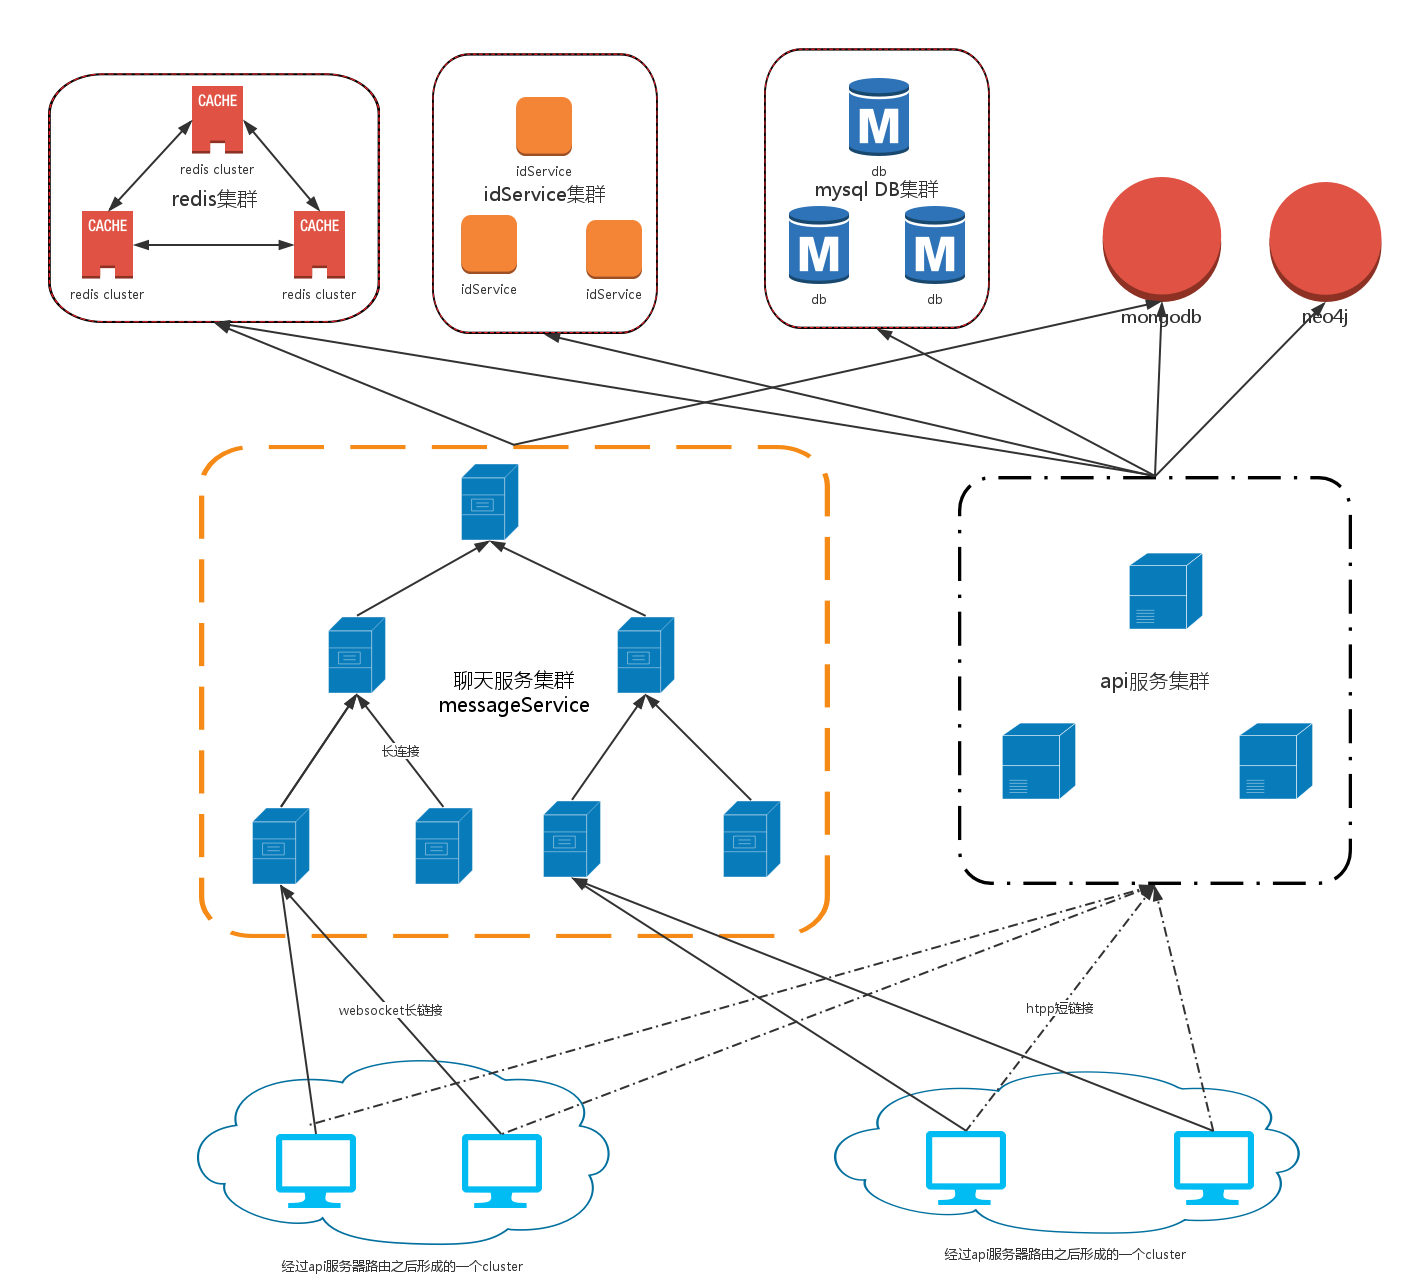 CACHE
redis cluster
redis集群
CACHE
CACHE
redis cluster
redis cluster
idService
idService集群
idService
idService
M
db
mysql DB集群
M
M
db
db
mongodb
neo4j
聊天服务集群
messageService
长连接
api服务集群
websocket长链接
htpp短链接
经过api服务器路由之后形成的一个cluster
经过api服务器路由之后形成的一个cluster